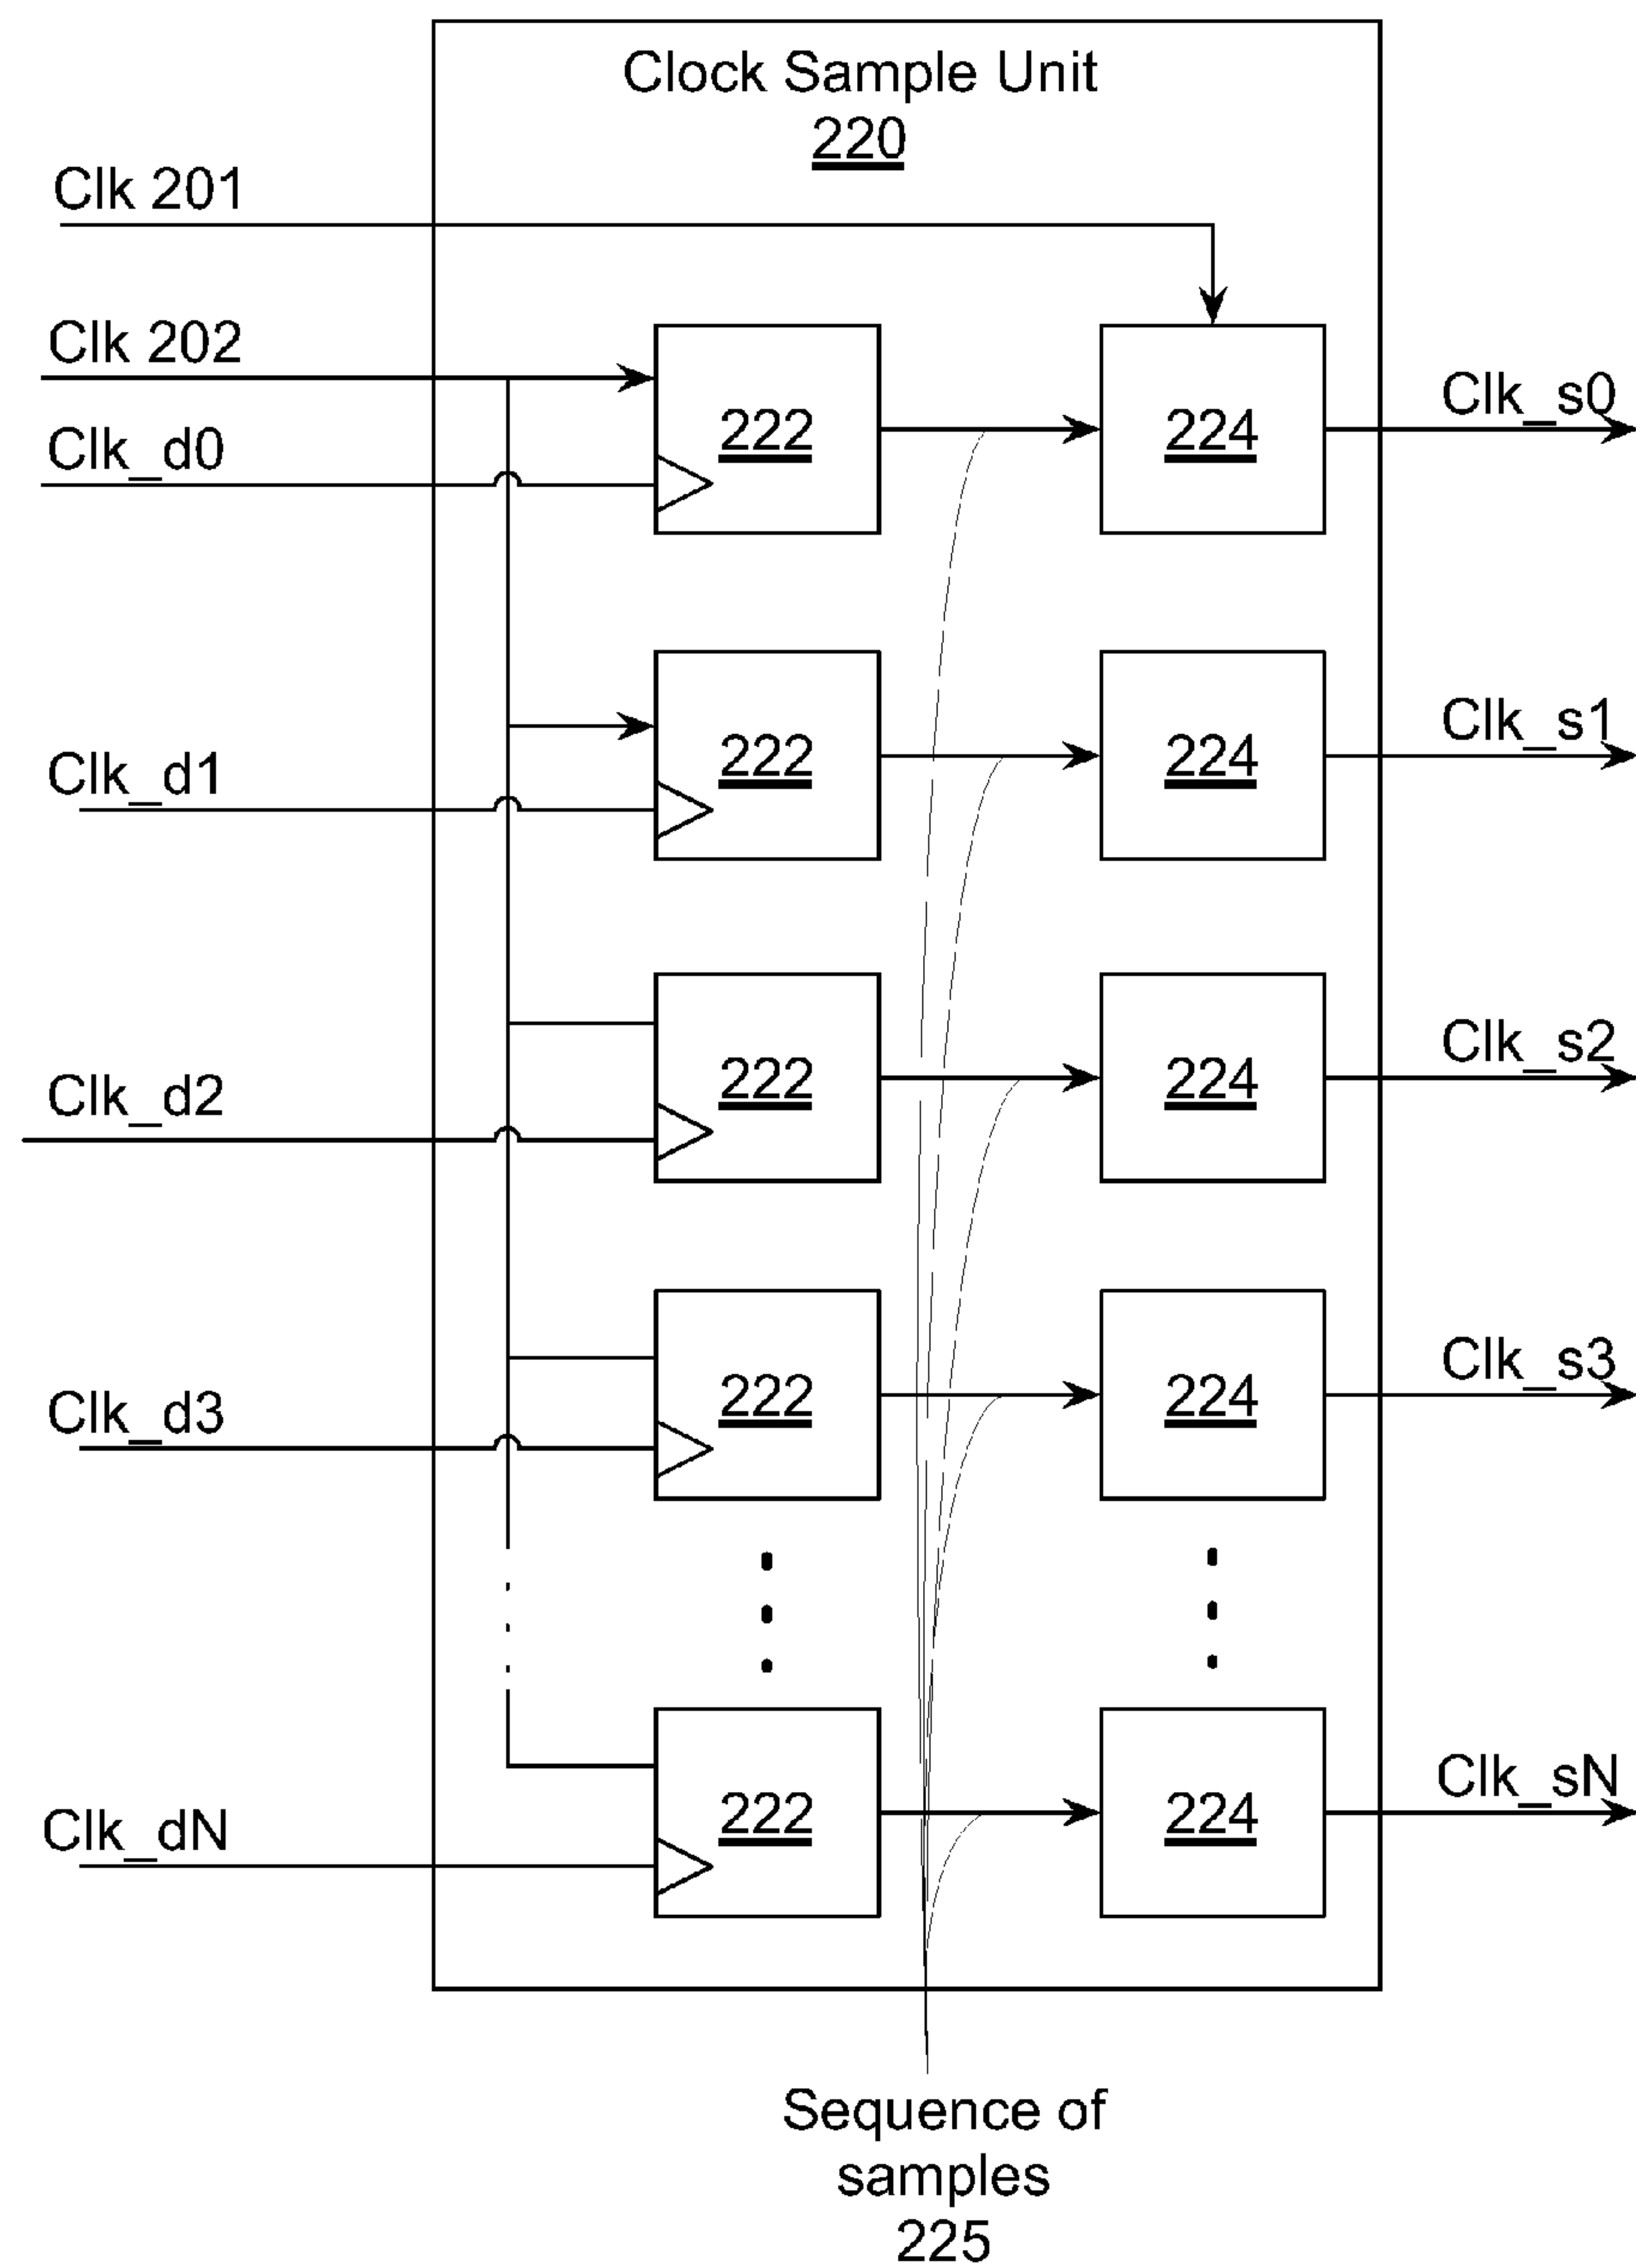 Clock Sample Unit
220
Clk 201
Clk 202
222
224
Clk_s0
Clk_d0
222
224
Clk_s1
Clk_d1
222
224
Clk_s2
Clk_d2
222
224
Clk_s3
Clk_d3
222
224
Clk_sN
Clk_dN
Sequence of
samples
225